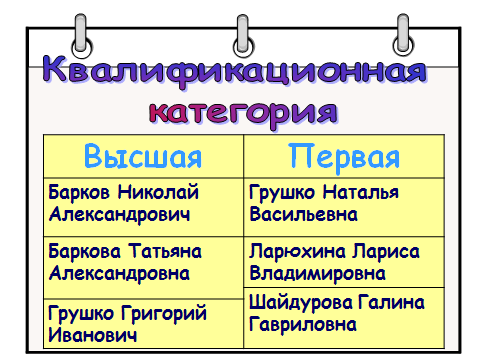 Квалификационная
категория
Высшая
Первая
Барков Николай
Александрович
Грушко Наталья
Васильевна
Баркова Татьяна
Александровна
Ларюхина Лариса
Владимировна
Грушко Григорий
Иванович
Шайдурова Галина
Гавриловна